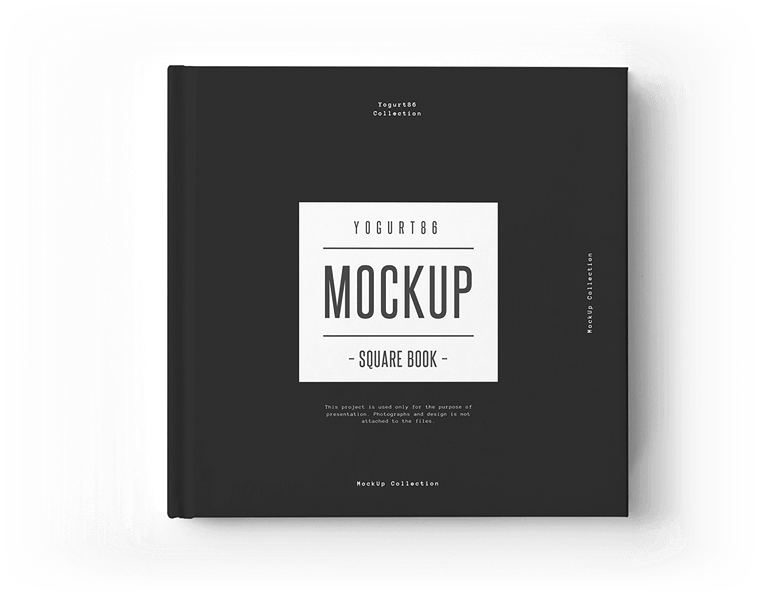 Yogurt86
Collection
YOGURT86
MOCKUP
- SQUARE BOOK -
MockUp Collection
This project is used only for the purpose of
presentation. Photographs and design is not
attached to the files.
MockUp Collection